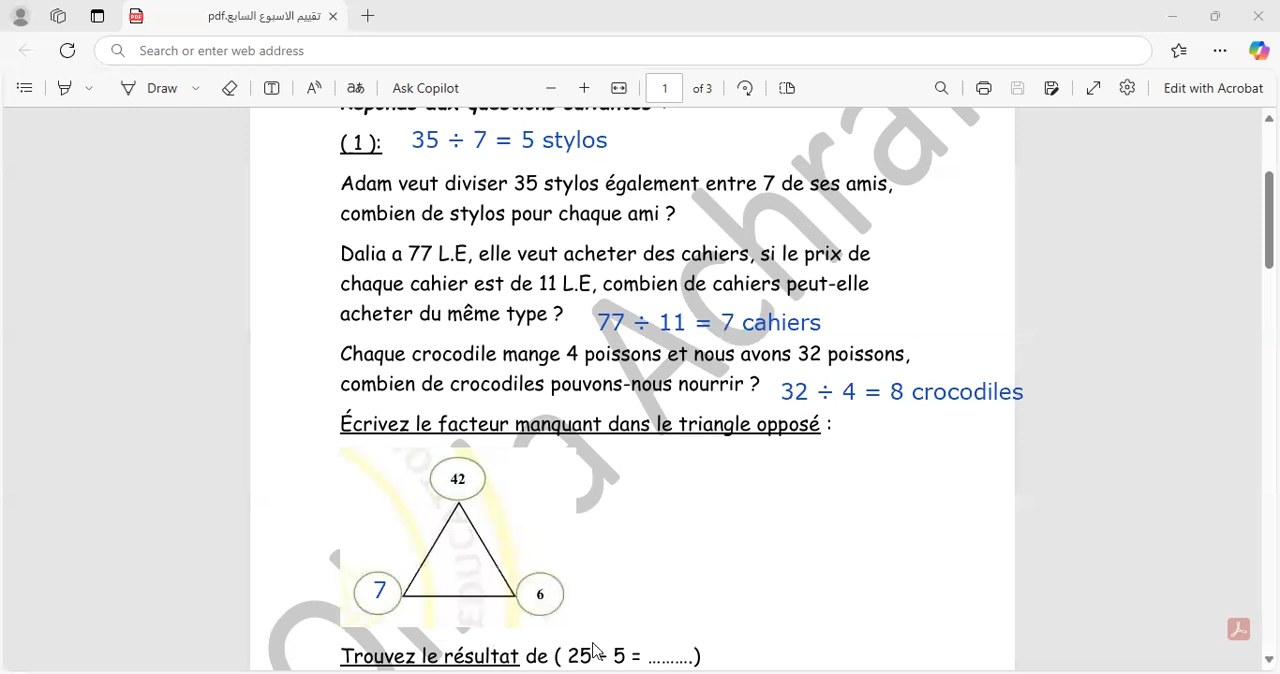 تقييم الاسبوع السابع.pdf
Search or enter web address
Draw
Ask Copilot
1 of 3
Edit with Acrobat
Réponds aux questions suivantes :
( 1 ): 35 ÷ 7 = 5 stylos
Adam veut diviser 35 stylos également entre 7 de ses amis,
combien de stylos pour chaque ami ?
Dalia a 77 L.E, elle veut acheter des cahiers, si le prix de
chaque cahier est de 11 L.E, combien de cahiers peut-elle
acheter du même type ?
77 ÷ 11 = 7 cahiers
Chaque crocodile mange 4 poissons et nous avons 32 poissons,
combien de crocodiles pouvons-nous nourrir ?
32 ÷ 4 = 8 crocodiles
Écrivez le facteur manquant dans le triangle opposé :
42
7
6
Trouvez le résultat de ( 25 ÷ 5 = ..........)
Achra